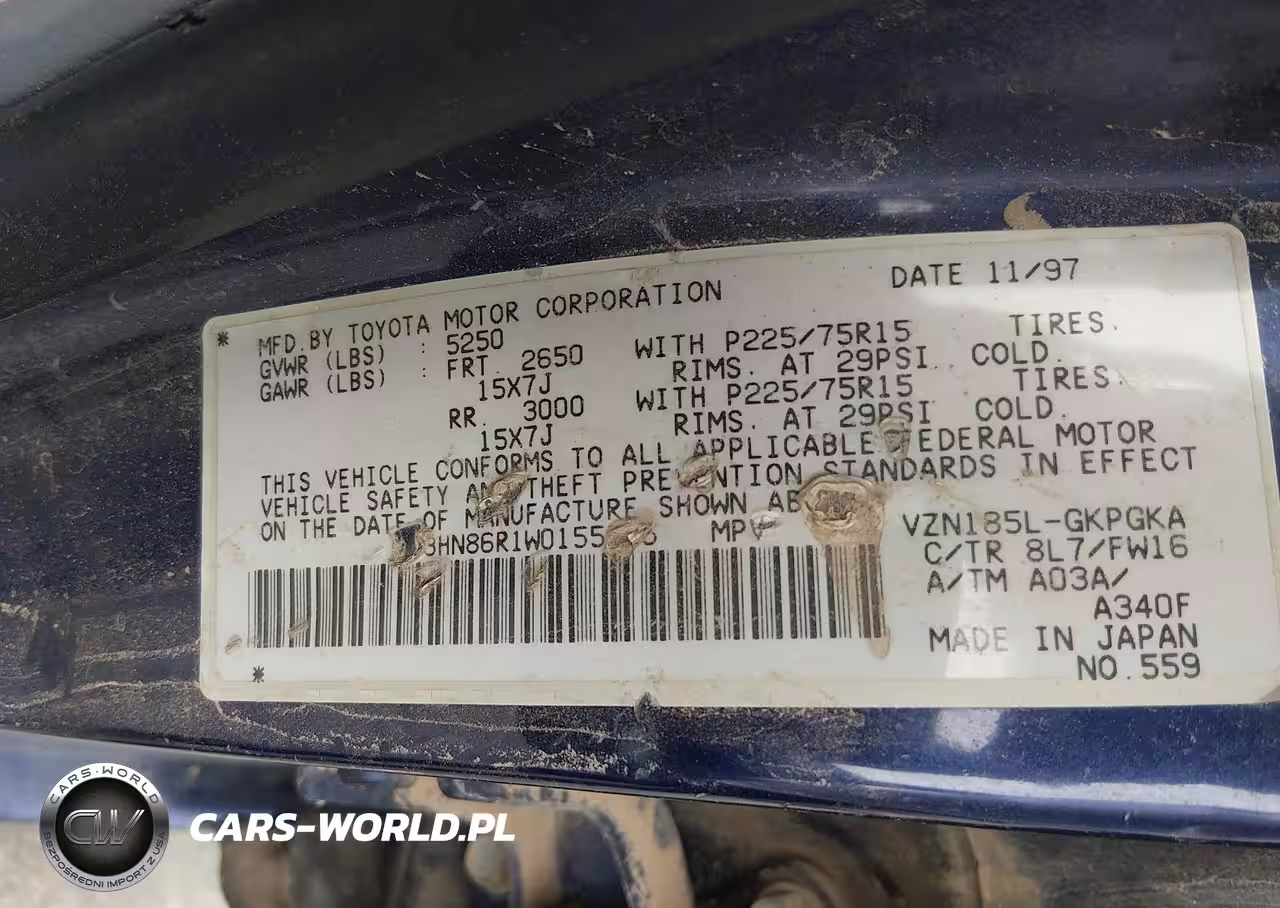 * MFD. BY TOYOTA MOTOR CORPORATION DATE 11/97
GVWR (LBS) : 5250
GAWR (LBS) : FRT. 2650 WITH P225/75R15 TIRES.
15X7J RIMS. AT 29PSI COLD.
RR. 3000 WITH P225/75R15 TIRES.
15X7J RIMS. AT 29PSI COLD.
THIS VEHICLE CONFORMS TO ALL APPLICABLE FEDERAL MOTOR
VEHICLE SAFETY AND THEFT PREVENTION STANDARDS IN EFFECT
ON THE DATE OF MANUFACTURE SHOWN
MPV
VZN185L-GKPGKA
C/TR 8L7/FW16
A/TM A03A/
A340F
MADE IN JAPAN
NO.559
*
CARS-WORLD
CW
BEZPOŚREDNI IMPORT Z USA
CARS-WORLD.PL